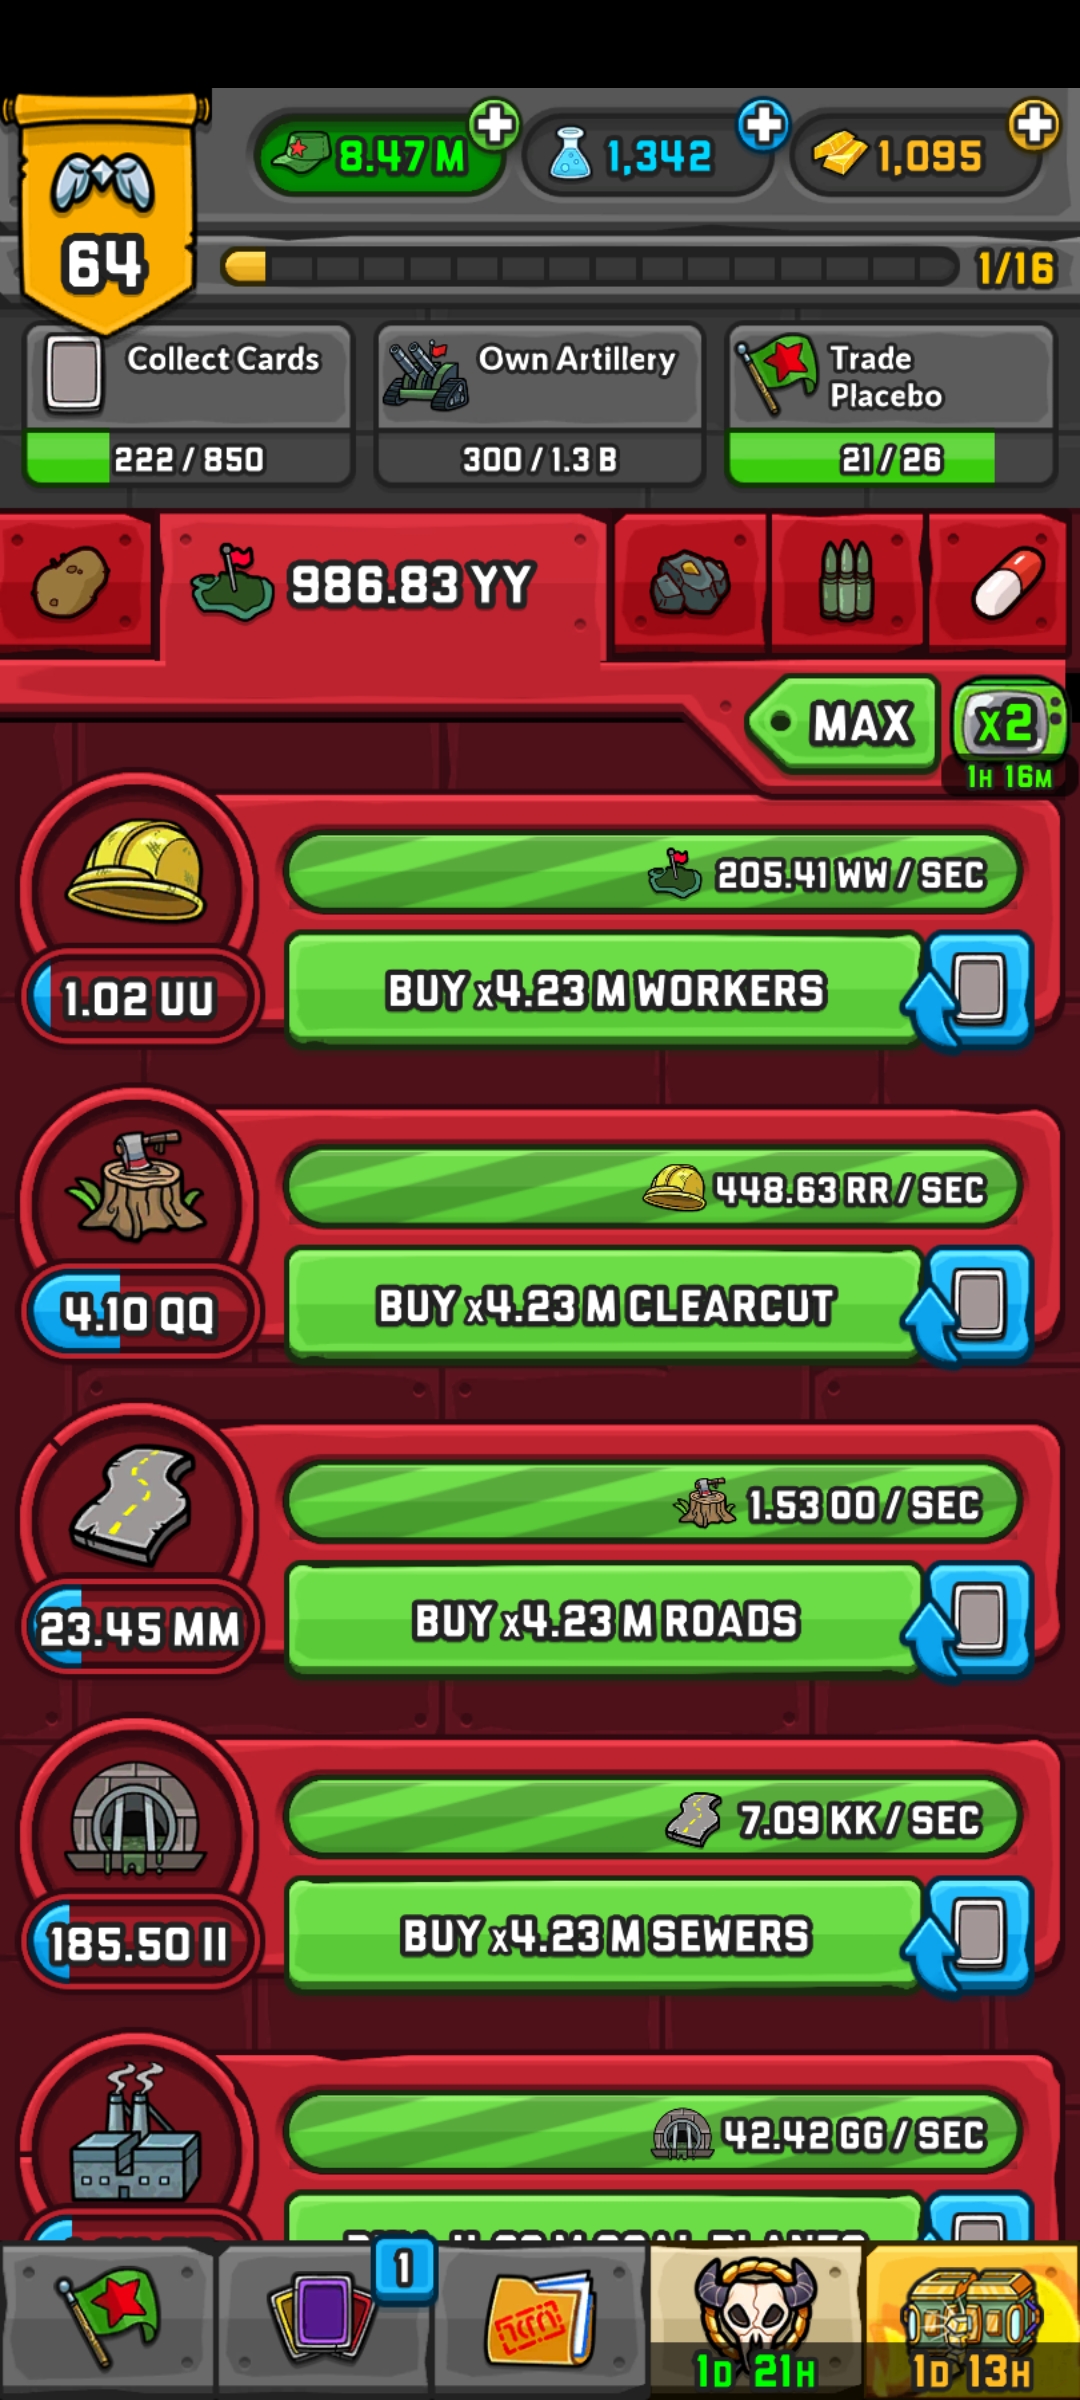 8.47 M
1,342
1,095
64
1/16
Collect Cards
Own Artillery
Trade
Placebo
222 / 850
300 / 1.3 B
21 / 26
986.83 YY
MAX
x2
1H 16M
205.41 WW / SEC
1.02 UU
BUY x4.23 M WORKERS
448.63 RR / SEC
4.10 QQ
BUY x4.23 M CLEARCUT
1.53 OO / SEC
23.45 MM
BUY x4.23 M ROADS
7.09 KK / SEC
185.50 II
BUY x4.23 M SEWERS
42.42 GG / SEC
1
1D 21H
1D 13H